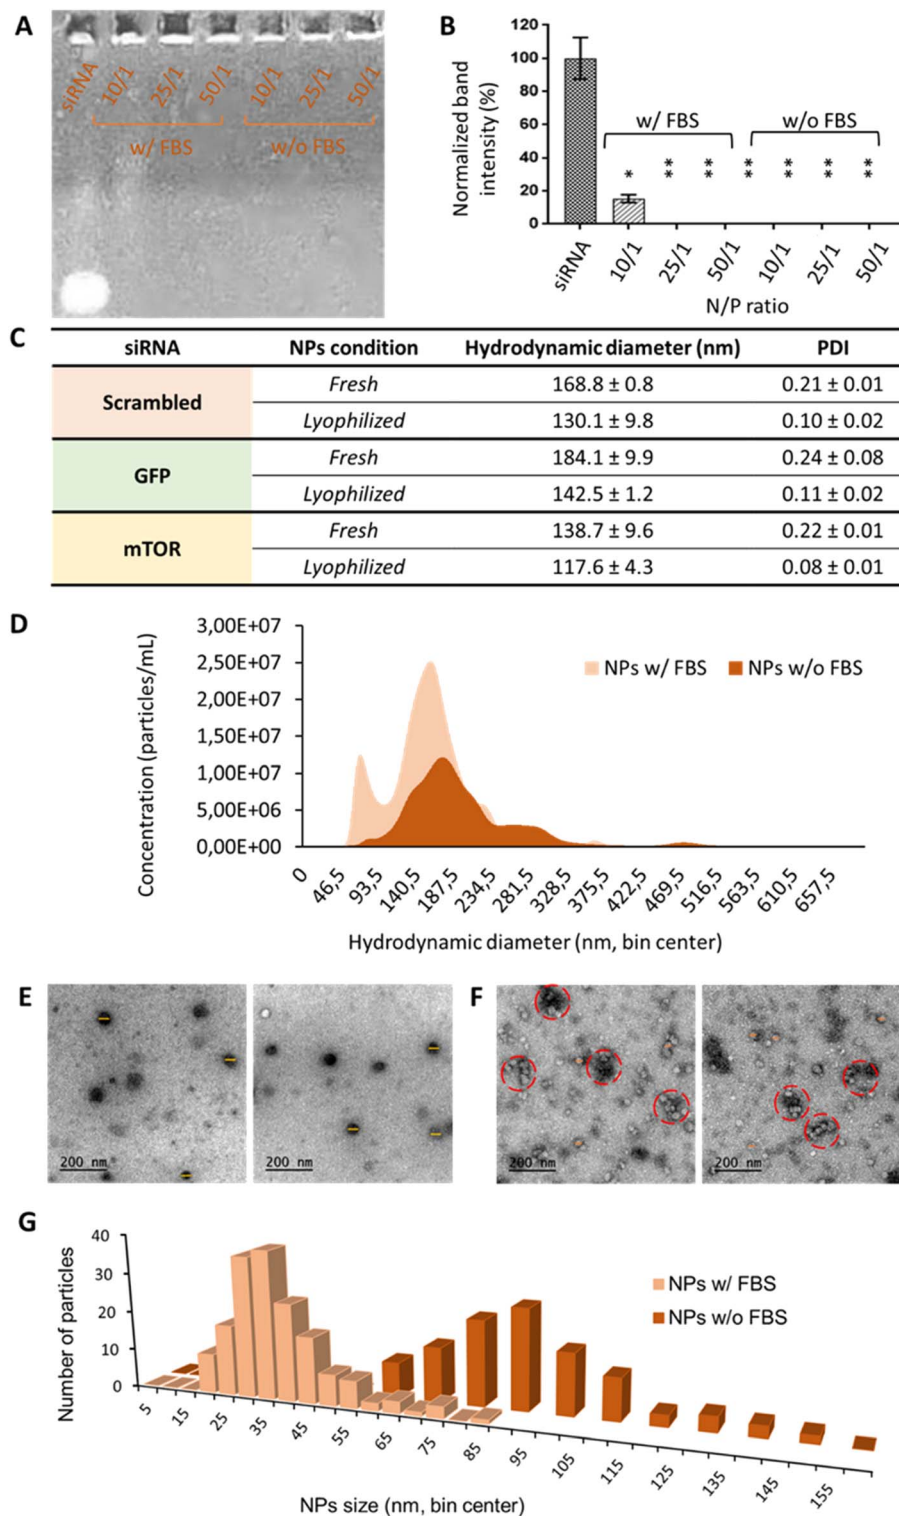 A
siRNA 10/1 25/1 50/1 10/1 25/1 50/1
w/ FBS w/o FBS
B
Normalized band intensity (%)
120
100
80
60
40
20
0
w/ FBS w/o FBS
* ** ** ** ** ** **
siRNA 10/1 25/1 50/1 10/1 25/1 50/1
N/P ratio
C
siRNA NPs condition Hydrodynamic diameter (nm) PDI
Scrambled
Fresh 168.8 ± 0.8 0.21 ± 0.01
Lyophilized 130.1 ± 9.8 0.10 ± 0.02
GFP
Fresh 184.1 ± 9.9 0.24 ± 0.08
Lyophilized 142.5 ± 1.2 0.11 ± 0.02
mTOR
Fresh 138.7 ± 9.6 0.22 ± 0.01
Lyophilized 117.6 ± 4.3 0.08 ± 0.01
D
Concentration (particles/mL)
3,00E+07
2,50E+07
1,50E+07
1,50E+07
1,00E+07
5,00E+06
0,00E+00
NPs w/ FBS NPs w/o FBS
0 46,5 93,5 140,5 187,5 234,5 281,5 328,5 375,5 422,5 469,5 516,5 563,5 610,5 657,5
Hydrodynamic diameter (nm, bin center)
E
200 nm
200 nm
F
200 nm
200 nm
G
Number of particles
40
30
20
10
0
NPs w/ FBS
NPs w/o FBS
5 15 25 35 45 55 65 75 85 95 105 115 125 135 145 155
NPs size (nm, bin center)